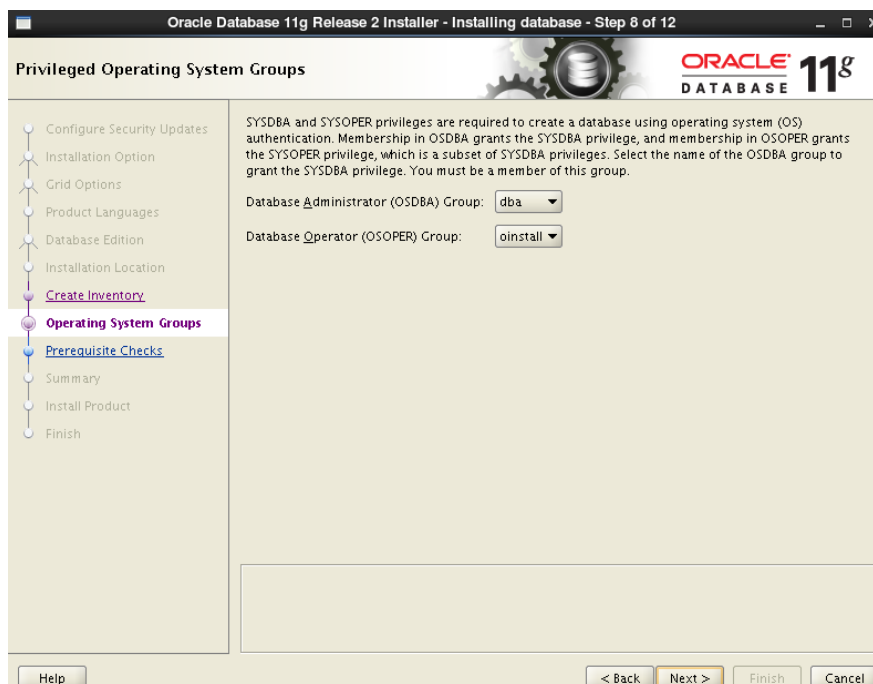 Oracle Database 11g Release 2 Installer - Installing database - Step 8 of 12
Privileged Operating System Groups
ORACLE
DATABASE
11g
Configure Security Updates
Installation Option
Grid Options
Product Languages
Database Edition
Installation Location
Create Inventory
Operating System Groups
Prerequisite Checks
Summary
Install Product
Finish
SYSDBA and SYSOPER privileges are required to create a database using operating system (OS)
authentication. Membership in OSDBA grants the SYSDBA privilege, and membership in OSOPER grants
the SYSOPER privilege, which is a subset of SYSDBA privileges. Select the name of the OSDBA group to
grant the SYSDBA privilege. You must be a member of this group.
Database Administrator (OSDBA) Group: dba
Database Operator (OSOPER) Group: oinstall
Help < Back Next > Finish Cancel